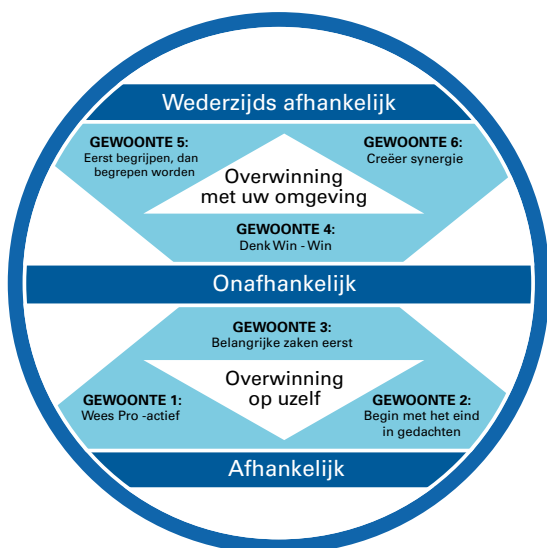 Wederzijds afhankelijk
GEWOONTE 5:
Eerst begrijpen, dan
begrepen worden
GEWOONTE 6:
Creëer synergie
Overwinning
met uw omgeving
GEWOONTE 4:
Denk Win - Win
Onafhankelijk
GEWOONTE 3:
Belangrijke zaken eerst
Overwinning
op uzelf
GEWOONTE 1:
Wees Pro -actief
GEWOONTE 2:
Begin met het eind
in gedachten
Afhankelijk